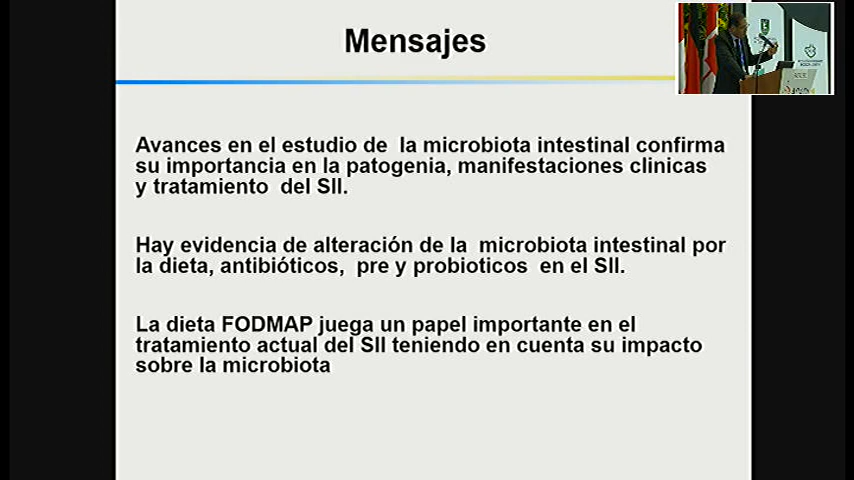 Mensajes
Avances en el estudio de la microbiota intestinal confirma
su importancia en la patogenia, manifestaciones clinicas
y tratamiento del SII.
Hay evidencia de alteración de la microbiota intestinal por
la dieta, antibióticos, pre y probioticos en el SII.
La dieta FODMAP juega un papel importante en el
tratamiento actual del SII teniendo en cuenta su impacto
sobre la microbiota